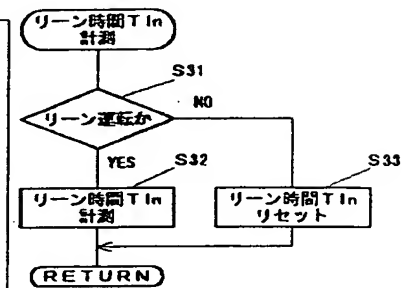 リーン時間Tln
計測
S31
リーン運転か
NO
YES
S32
S33
リーン時間Tln
計測
リーン時間Tln
リセット
RETURN